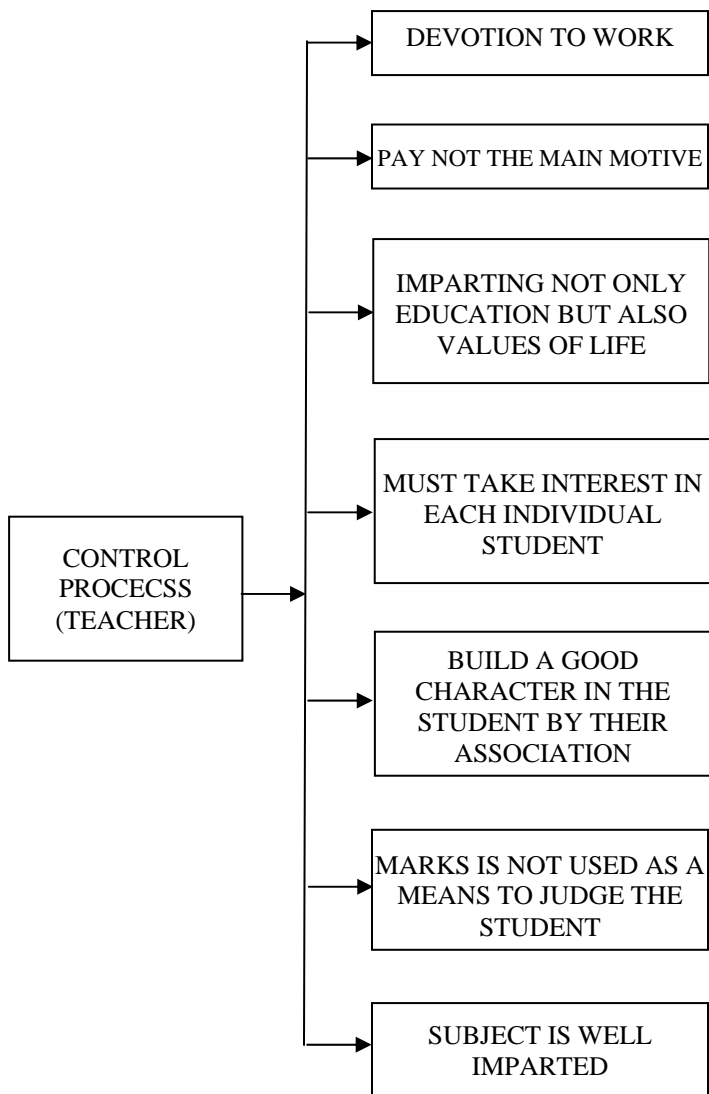 DEVOTION TO WORK
PAY NOT THE MAIN MOTIVE
IMPARTING NOT ONLY
EDUCATION BUT ALSO
VALUES OF LIFE
MUST TAKE INTEREST IN
EACH INDIVIDUAL
STUDENT
CONTROL
PROCECSS
(TEACHER)
BUILD A GOOD
CHARACTER IN THE
STUDENT BY THEIR
ASSOCIATION
MARKS IS NOT USED AS A
MEANS TO JUDGE THE
STUDENT
SUBJECT IS WELL
IMPARTED